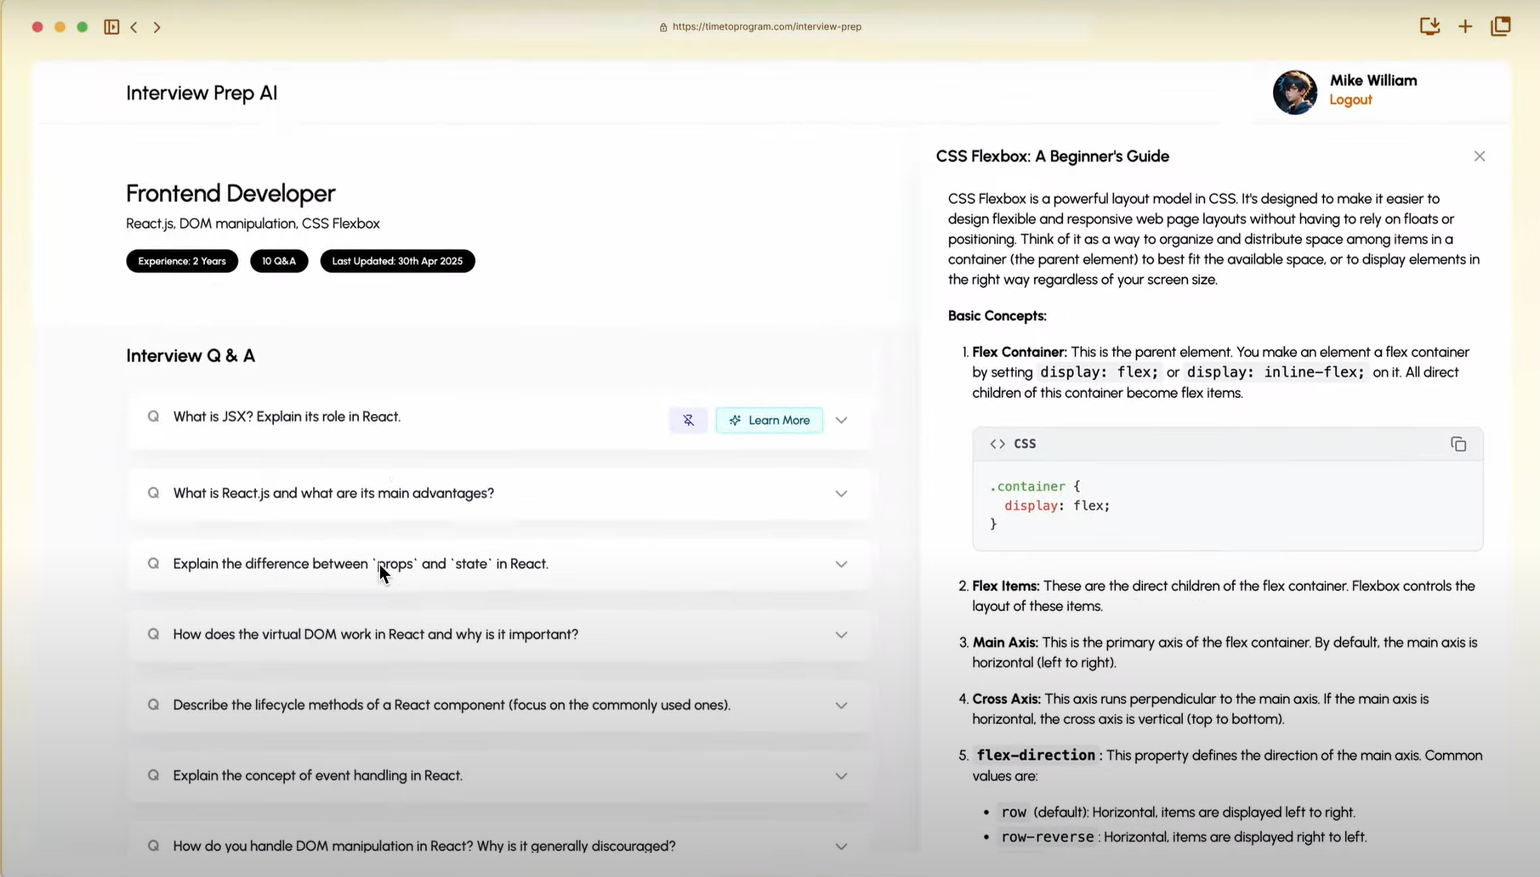 https://timetoprogram.com/interview-prep
Interview Prep AI
Mike William
Logout
Frontend Developer
React.js, DOM manipulation, CSS Flexbox
Experience: 2 Years
10 Q&A
Last Updated: 30th Apr 2025
Interview Q & A
Q What is JSX? Explain its role in React.
Learn More
Q What is React.js and what are its main advantages?
Q Explain the difference between `props` and `state` in React.
Q How does the virtual DOM work in React and why is it important?
Q Describe the lifecycle methods of a React component (focus on the commonly used ones).
Q Explain the concept of event handling in React.
Q How do you handle DOM manipulation in React? Why is it generally discouraged?
CSS Flexbox: A Beginner's Guide
CSS Flexbox is a powerful layout model in CSS. It's designed to make it easier to
design flexible and responsive web page layouts without having to rely on floats or
positioning. Think of it as a way to organize and distribute space among items in a
container (the parent element) to best fit the available space, or to display elements in
the right way regardless of your screen size.
Basic Concepts:
1. Flex Container: This is the parent element. You make an element a flex container
by setting display: flex; or display: inline-flex; on it. All direct
children of this container become flex items.
<> CSS
.container {
display: flex;
}
2. Flex Items: These are the direct children of the flex container. Flexbox controls the
layout of these items.
3. Main Axis: This is the primary axis of the flex container. By default, the main axis is
horizontal (left to right).
4. Cross Axis: This axis runs perpendicular to the main axis. If the main axis is
horizontal, the cross axis is vertical (top to bottom).
5. flex-direction : This property defines the direction of the main axis. Common
values are:
• row (default): Horizontal, items are displayed left to right.
• row-reverse : Horizontal, items are displayed right to left.